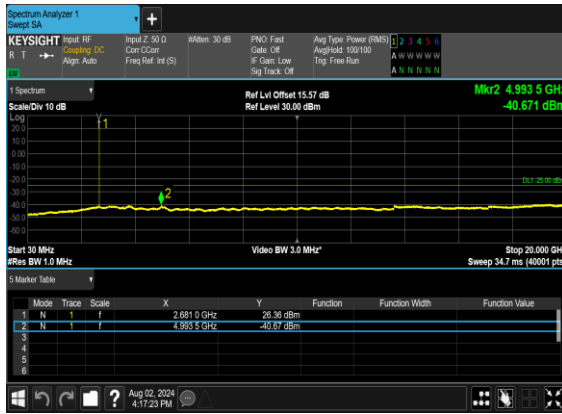 Spectrum Analyzer 1
Swept SA
+
KEYSIGHT Input: RF Input Z: 50 Ω #Atten: 30 dB PNO: Fast Avg Type: Power (RMS) 1 2 3 4 5 6
R T Coupling: DC Corr CCorr Gate: Off Avg|Hold: 100/100 A W W W W W
Align: Auto Freq Ref: Int (S) IF Gain: Low Trig: Free Run
LXI Sig Track: Off A N N N N N
1 Spectrum
Scale/Div 10 dB Ref Lvl Offset 15.57 dB Mkr2 4.993 5 GHz
Ref Level 30.00 dBm -40.671 dBm
Log
20.0
10.0
0.00
-10.0
-20.0
-30.0
-40.0
-50.0
-60.0
1
2
DL1 -25.00 dBm
Start 30 MHz Video BW 3.0 MHz* Stop 20.000 GHz
#Res BW 1.0 MHz Sweep 34.7 ms (40001 pts)
5 Marker Table
Mode Trace Scale X Y Function Function Width Function Value
1 N 1 f 2.681 0 GHz 26.36 dBm
2 N 1 f 4.993 5 GHz -40.67 dBm
3
4
5
6
? Aug 02, 2024
4:17:23 PM